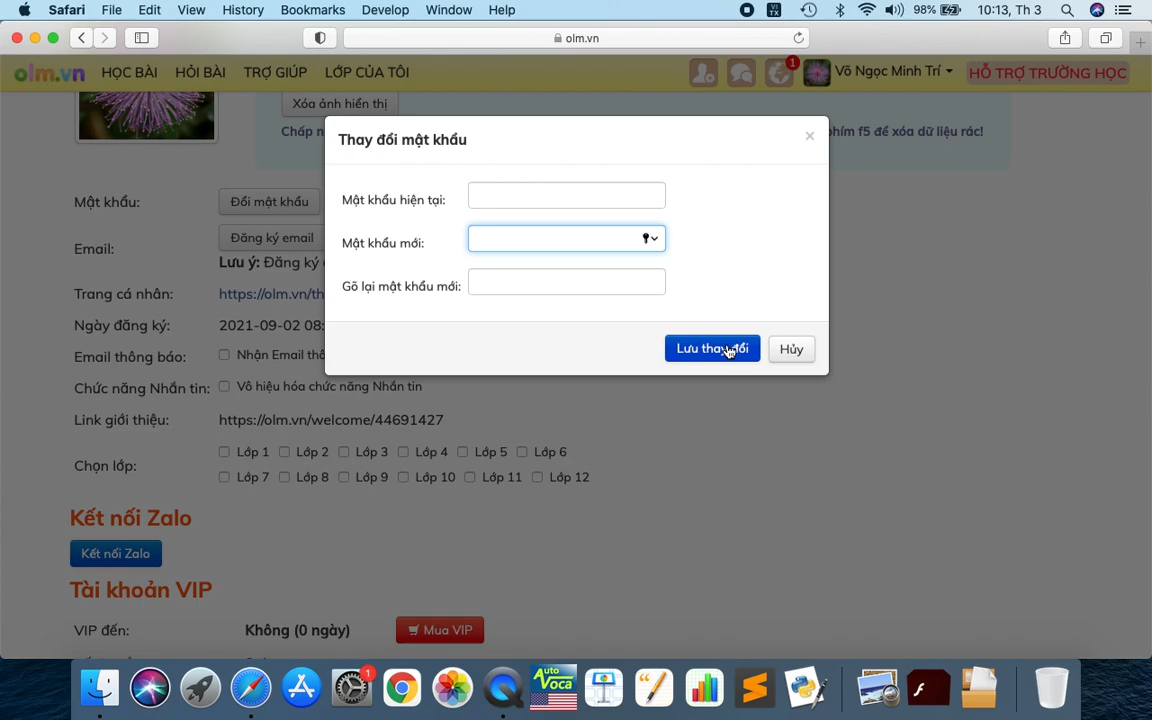 Safari File Edit View History Bookmarks Develop Window Help VI TX 98% 10:13, Th 3
olm.vn
olm.vn HỌC BÀI HỎI BÀI TRỢ GIÚP LỚP CỦA TÔI 1 Võ Ngọc Minh Trí HỖ TRỢ TRƯỜNG HỌC
Xóa ảnh hiển thị
Chấp n phím f5 để xóa dữ liệu rác!
Thay đổi mật khẩu ×
Mật khẩu hiện tại:
Mật khẩu mới:
Gõ lại mật khẩu mới:
Lưu thay đổi Hủy
Mật khẩu: Đổi mật khẩu
Email: Đăng ký email
Lưu ý: Đăng ký
Trang cá nhân: https://olm.vn/th
Ngày đăng ký: 2021-09-02 08:
Email thông báo: Nhận Email thô
Chức năng Nhắn tin: Vô hiệu hóa chức năng Nhắn tin
Link giới thiệu: https://olm.vn/welcome/44691427
Chọn lớp: Lớp 1 Lớp 2 Lớp 3 Lớp 4 Lớp 5 Lớp 6
Lớp 7 Lớp 8 Lớp 9 Lớp 10 Lớp 11 Lớp 12
Kết nối Zalo
Kết nối Zalo
Tài khoản VIP
VIP đến: Không (0 ngày) Mua VIP
1
Auto
Voca